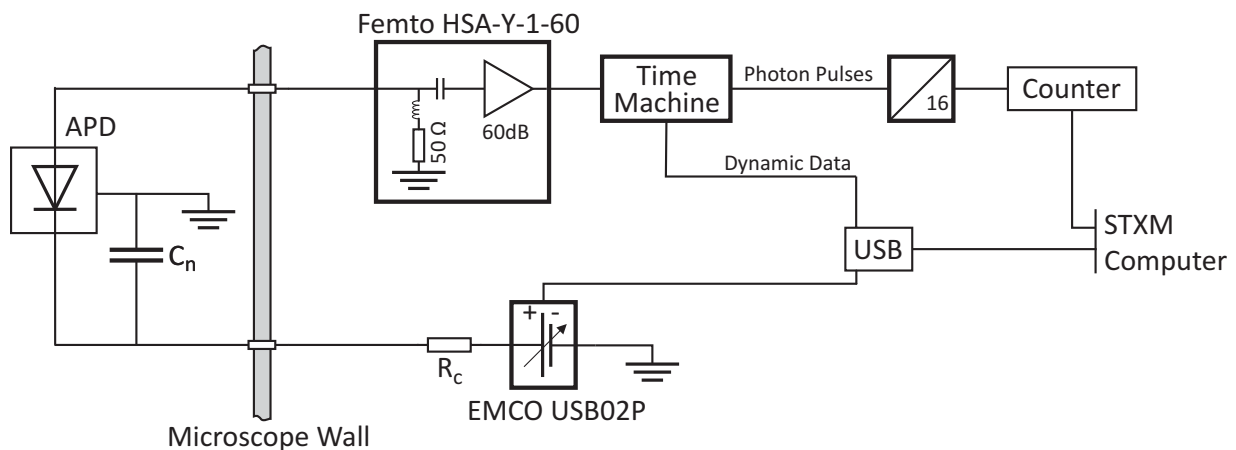 Femto HSA-Y-1-60
APD
50 Ω
60dB
Time
Machine
Photon Pulses
16
Counter
Dynamic Data
Cn
USB
STXM
Computer
+ -
Rc
EMCO USB02P
Microscope Wall